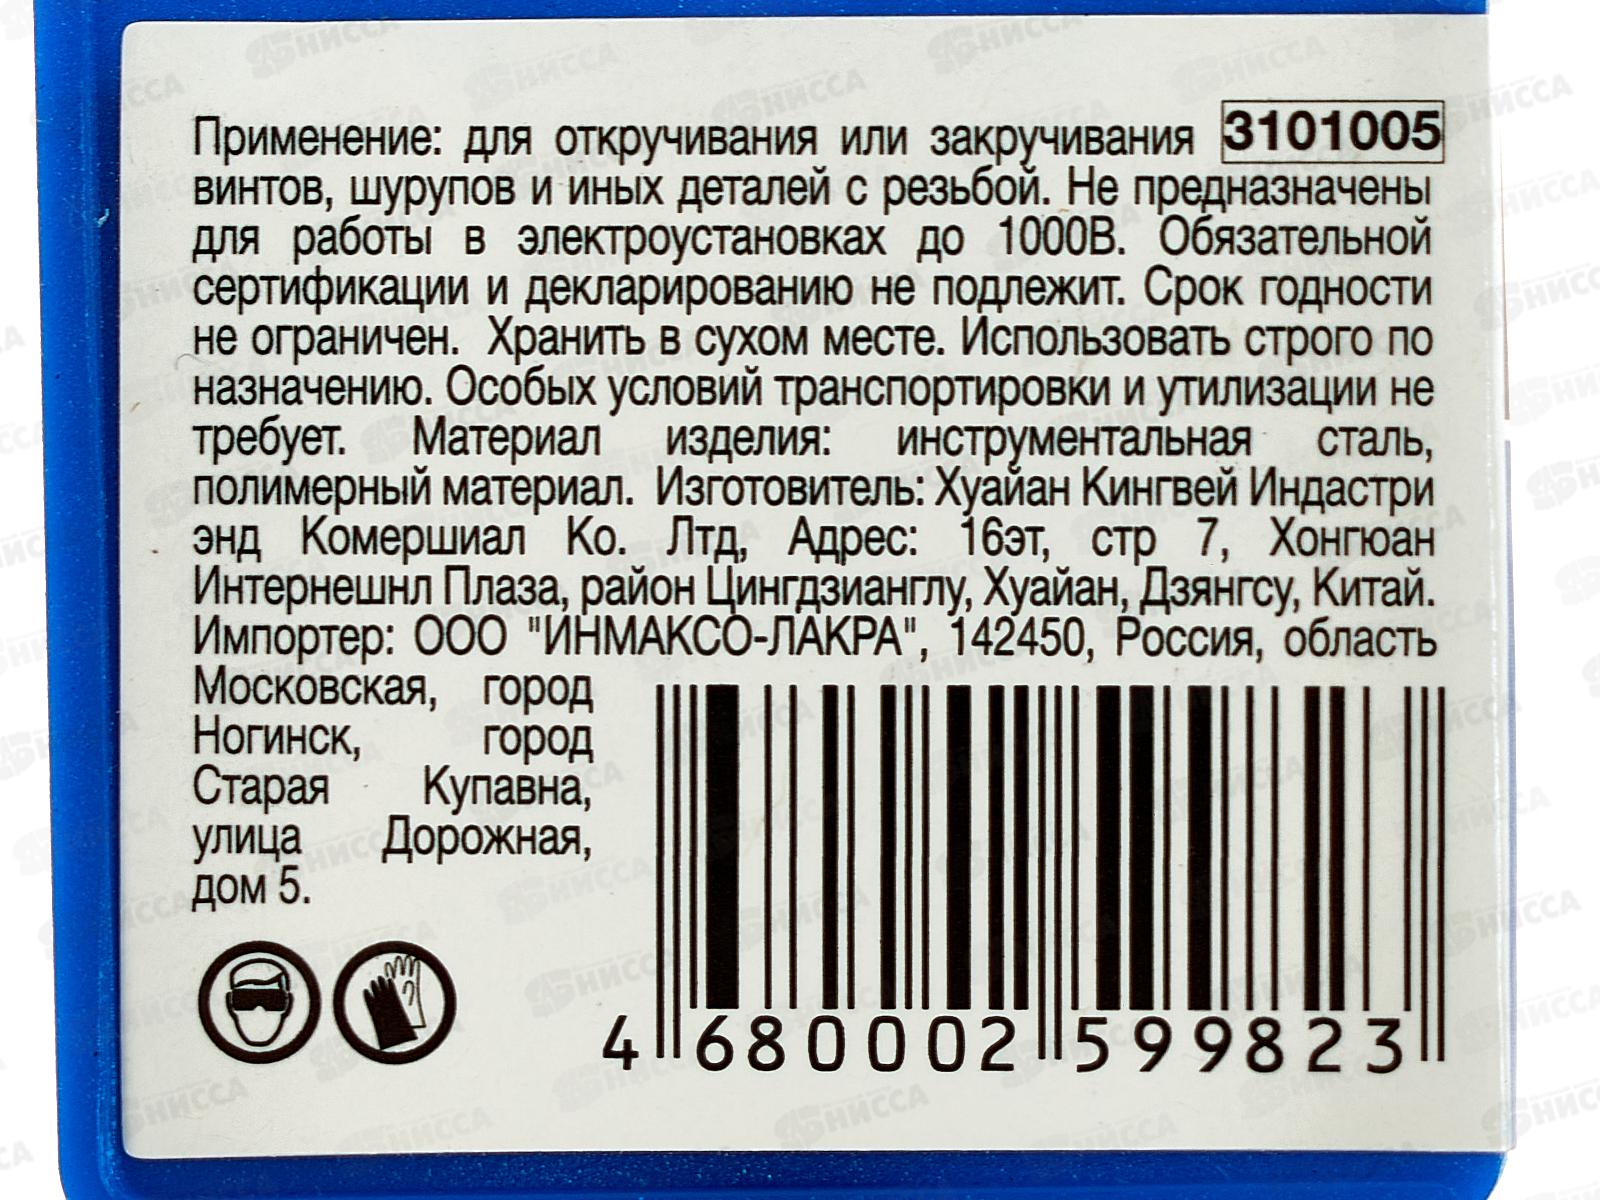 Применение: для откручивания или закручивания 3101005
винтов, шурупов и иных деталей с резьбой. Не предназначены
для работы в электроустановках до 1000В. Обязательной
сертификации и декларированию не подлежит. Срок годности
не ограничен. Хранить в сухом месте. Использовать строго по
назначению. Особых условий транспортировки и утилизации не
требует. Материал изделия: инструментальная сталь,
полимерный материал. Изготовитель: Хуайан Кингвей Индастри
энд Комершиал Ко. Лтд, Адрес: 16эт, стр 7, Хонгюан
Интернешнл Плаза, район Цингдзианглу, Хуайан, Дзянгсу, Китай.
Импортер: ООО "ИНМАКСО-ЛАКРА", 142450, Россия, область
Московская, город
Ногинск, город
Старая Купавна,
улица Дорожная,
дом 5.
4 680002 599823
НИССА